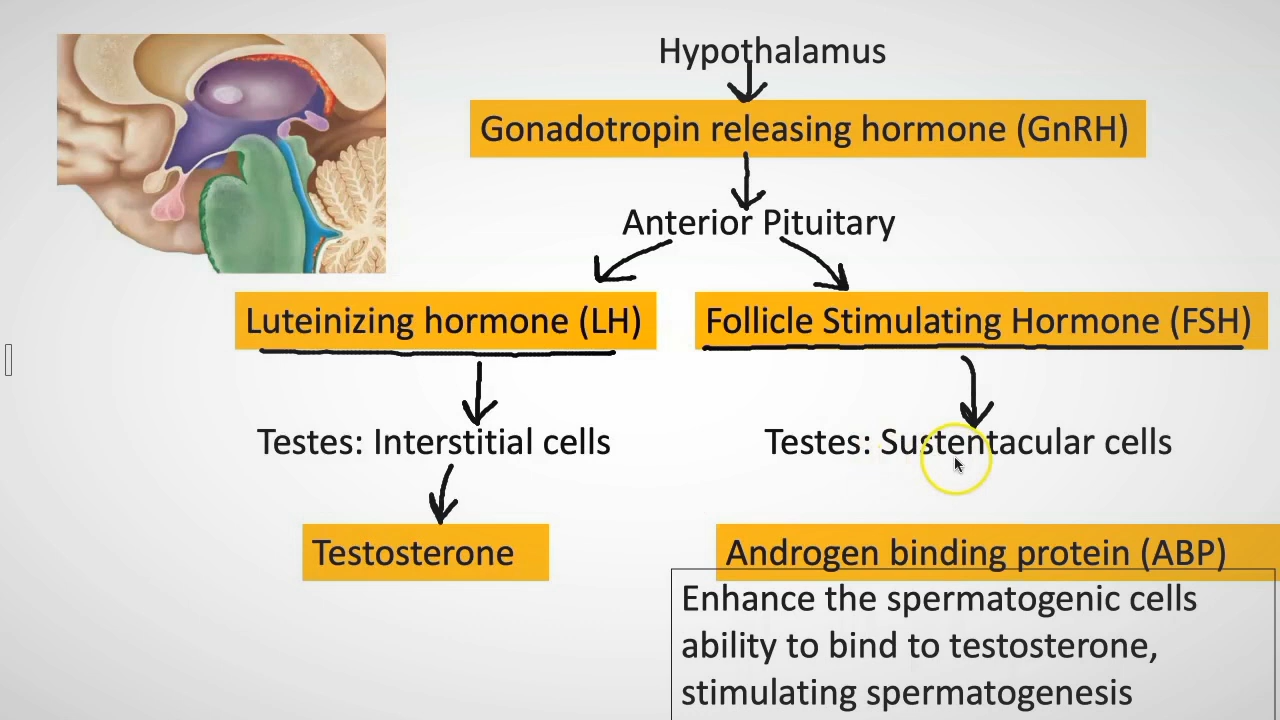 Hypothalamus
Gonadotropin releasing hormone (GnRH)
Anterior Pituitary
Luteinizing hormone (LH)
Follicle Stimulating Hormone (FSH)
Testes: Interstitial cells
Testes: Sustentacular cells
Testosterone
Androgen binding protein (ABP)
Enhance the spermatogenic cells
ability to bind to testosterone,
stimulating spermatogenesis